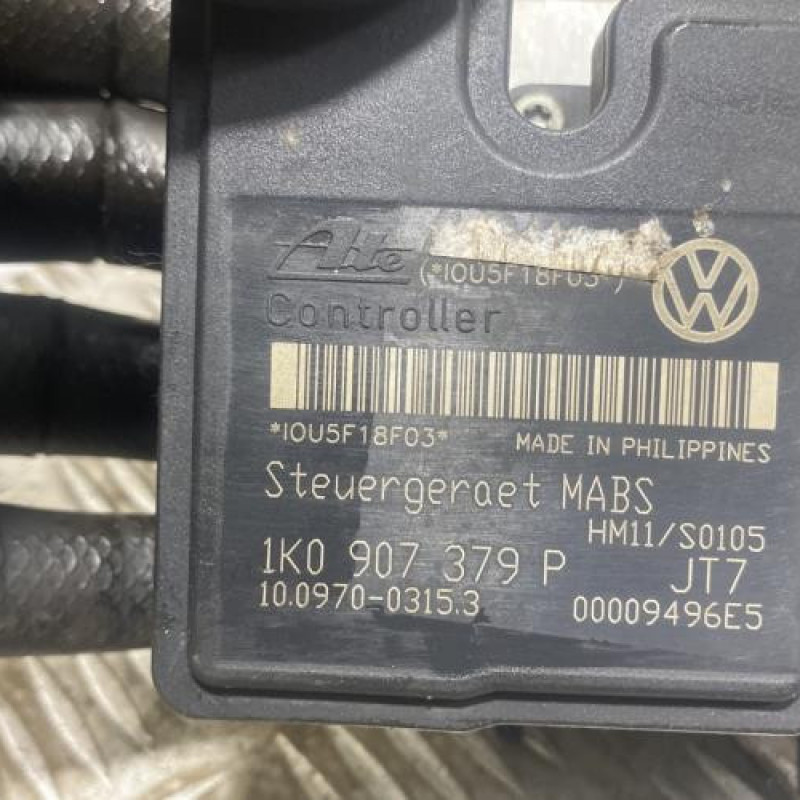 Ate
(*IOU5F18F03*)
VW
Controller
*IOU5F18F03*
MADE IN PHILIPPINES
Steuergeraet MABS
HM11/S0105
1K0 907 379 P
JT7
10.0970-0315.3
00009496E5